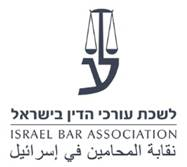 לשכת עורכי הדין בישראל
ISRAEL BAR ASSOCIATION
نقابة المحامين في إسرائيل